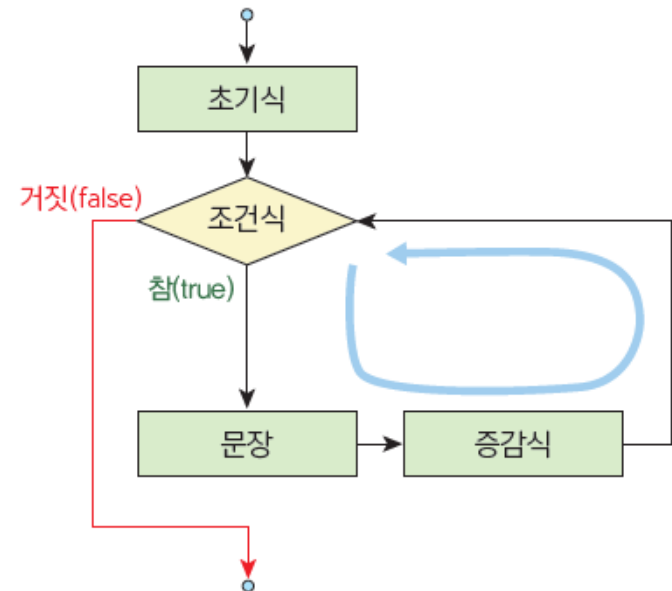 초기식
거짓(false)
조건식
참(true)
문장
증감식